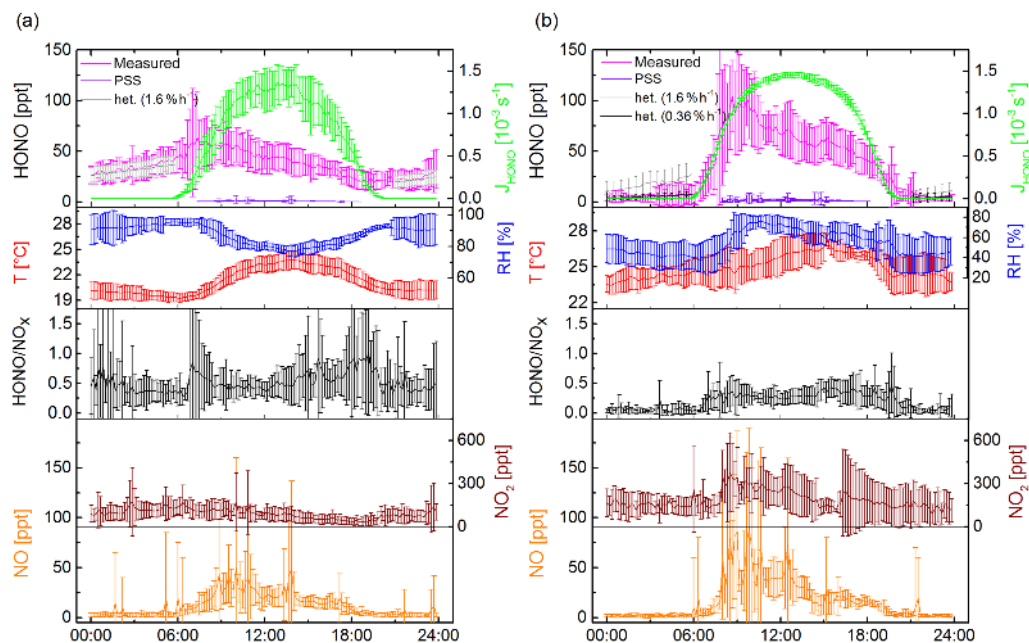 (a)
(b)
HONO [ppt]
150
100
50
0
Measured
PSS
het. (1.6 % h⁻¹)
1.5
1.0
0.5
0.0
J_HONO [10⁻³ s⁻¹]
T [°C]
28
25
22
19
100
80
60
RH [%]
HONO/NOₓ
1.5
1.0
0.5
0.0
150
100
600
300
0
NO₂ [ppt]
NO [ppt]
50
0
00:00 06:00 12:00 18:00 24:00
HONO [ppt]
150
100
50
0
Measured
PSS
het. (1.6 % h⁻¹)
het. (0.36 % h⁻¹)
1.5
1.0
0.5
0.0
J_HONO [10⁻³ s⁻¹]
T [°C]
28
25
22
80
60
40
20
RH [%]
HONO/NOₓ
1.5
1.0
0.5
0.0
150
100
600
300
0
NO₂ [ppt]
NO [ppt]
50
0
00:00 06:00 12:00 18:00 24:00